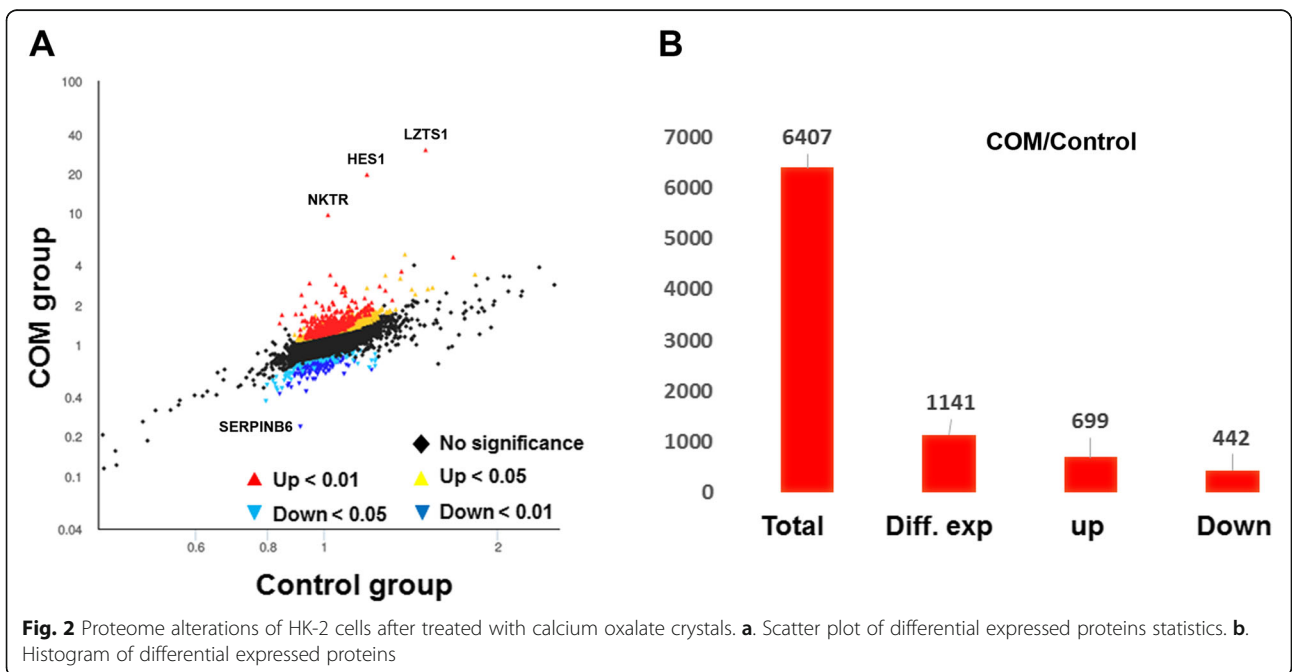 A
100
40
20
10
4
2
1
0.4
0.2
0.1
0.04
COM group
LZTS1
HES1
NKTR
SERPINB6
No significance
Up < 0.01
Up < 0.05
Down < 0.05
Down < 0.01
0.6
0.8
1
2
Control group
B
COM/Control
7000
6000
5000
4000
3000
2000
1000
0
6407
1141
699
442
Total
Diff. exp
up
Down
Fig. 2 Proteome alterations of HK-2 cells after treated with calcium oxalate crystals. a. Scatter plot of differential expressed proteins statistics. b.
Histogram of differential expressed proteins